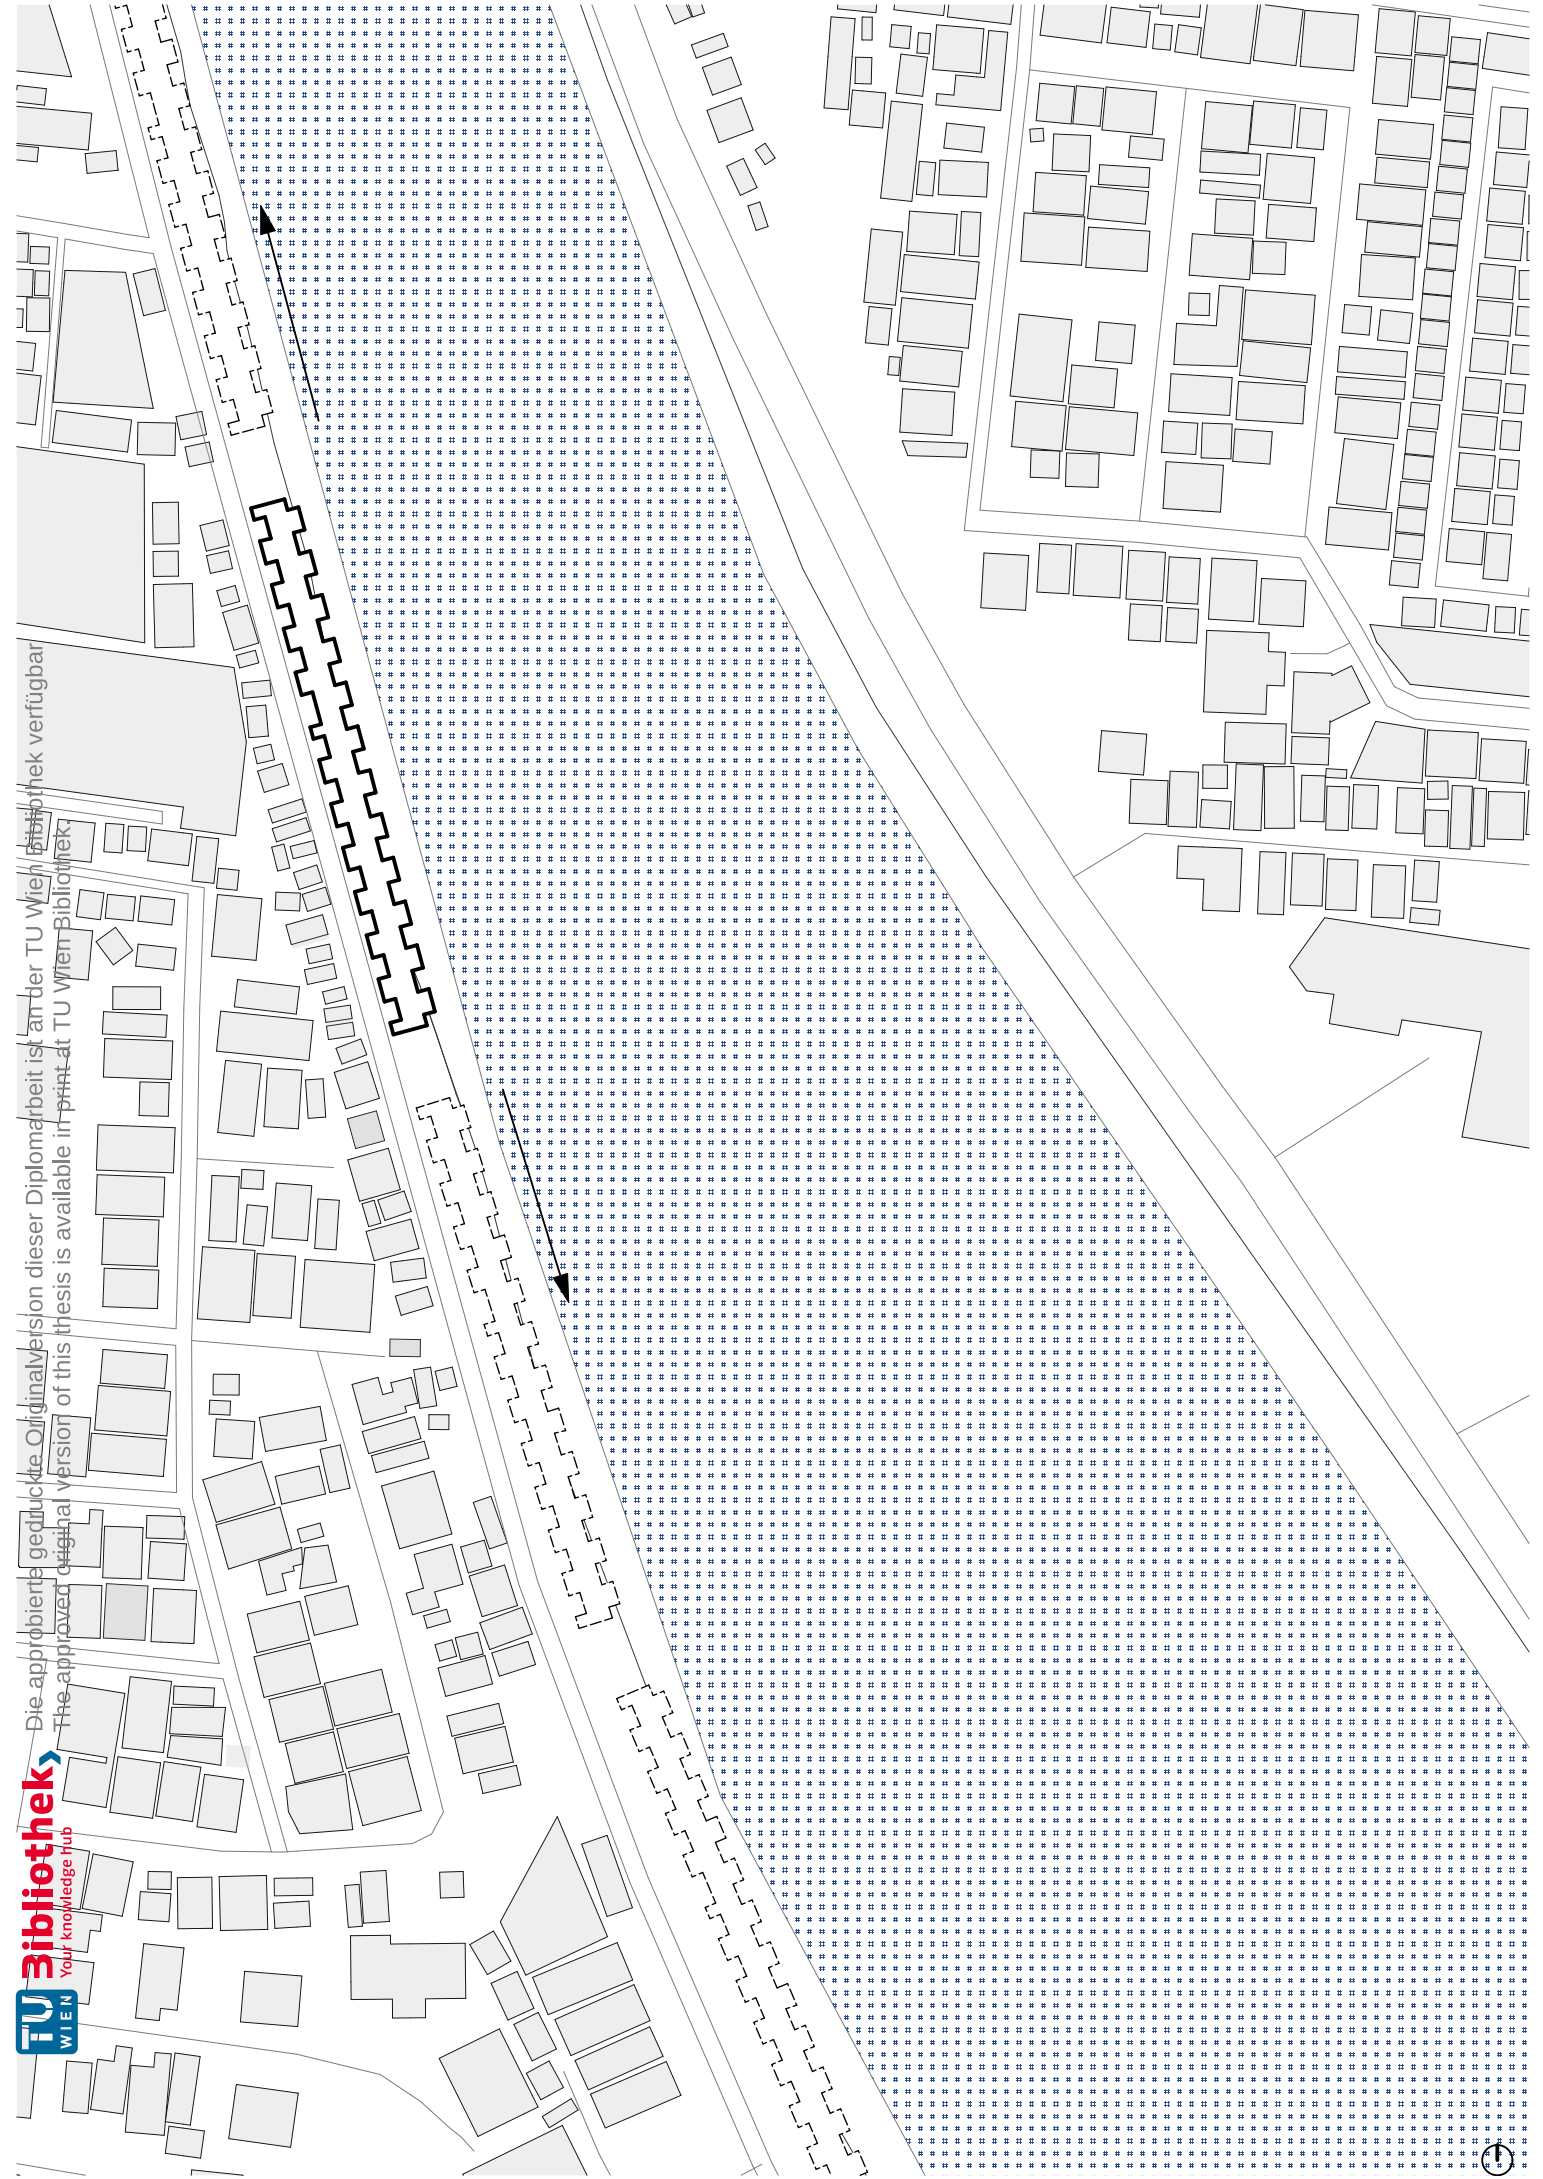 Die approbierte gedruckte Originalversion dieser Diplomarbeit ist an der TU Wien Bibliothek verfügbar
The approved original version of this thesis is available in print at TU Wien Bibliothek.
Bibliothek
Your knowledge hub
TU
WIEN